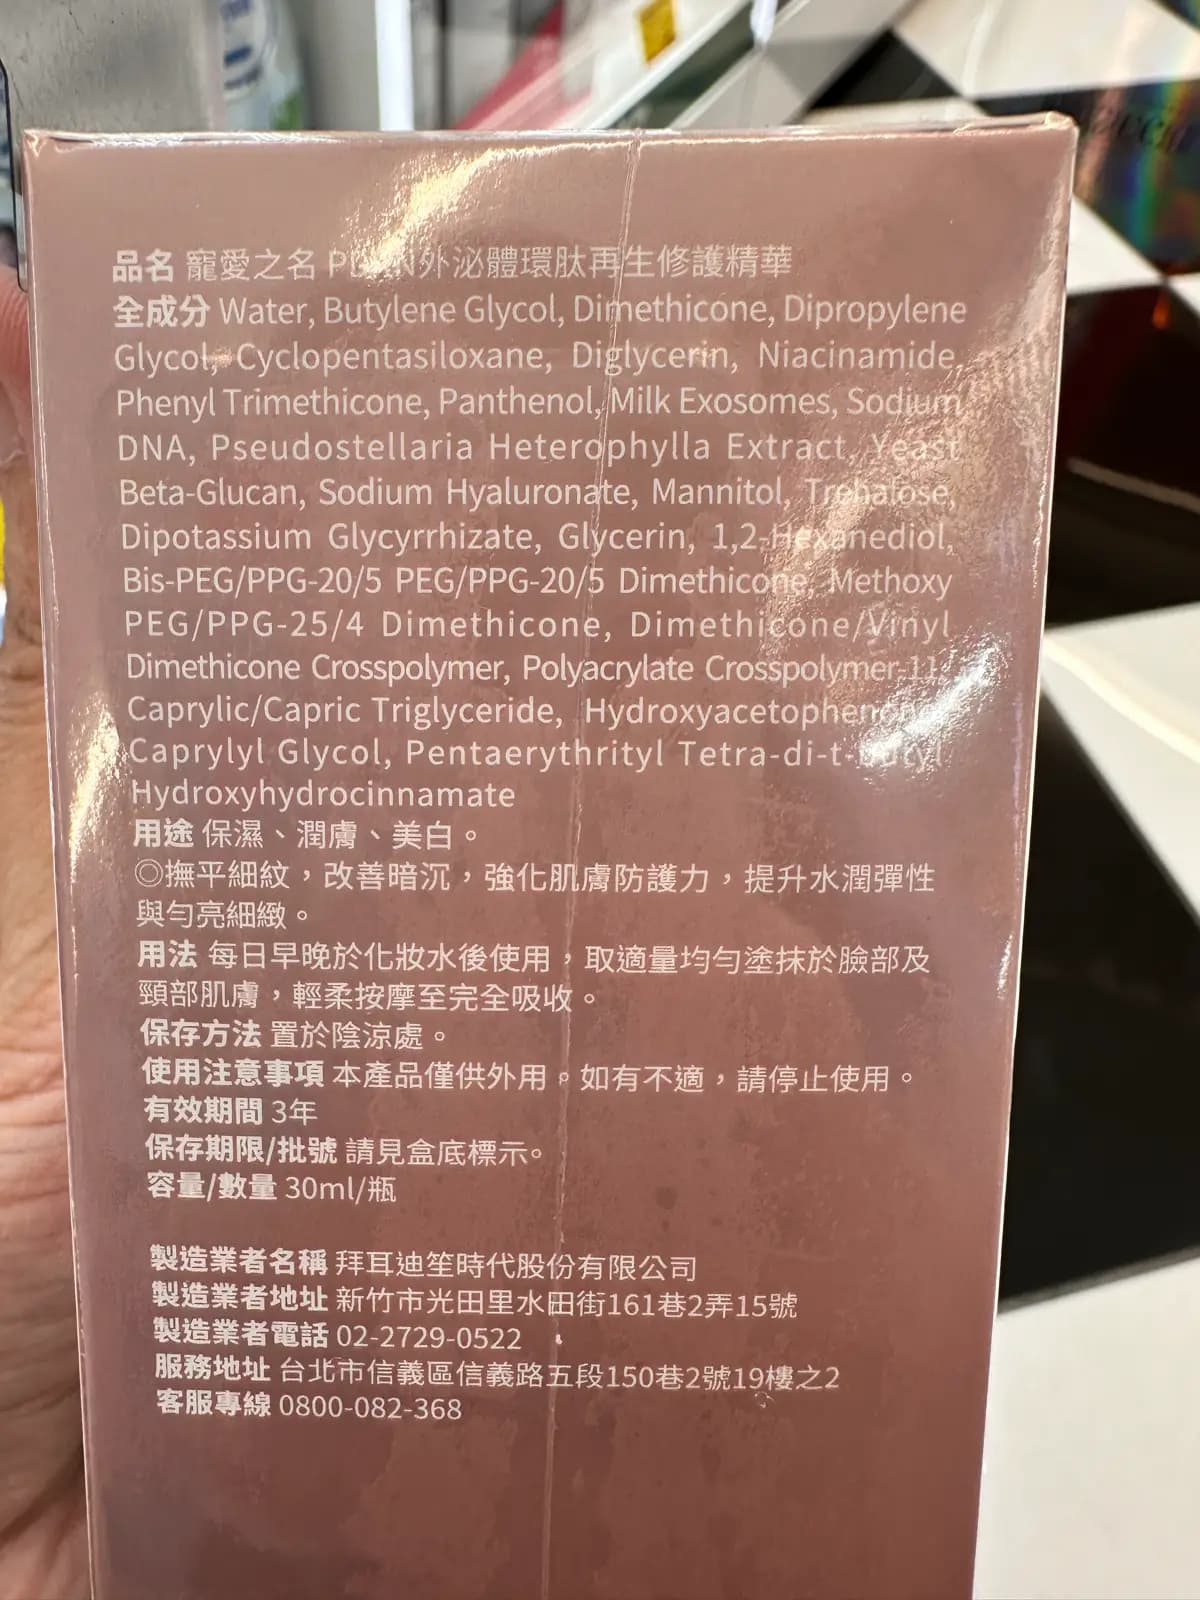 品名 寵愛之名 PDRN外泌體環肽再生修護精華
全成分 Water, Butylene Glycol, Dimethicone, Dipropylene
Glycol, Cyclopentasiloxane, Diglycerin, Niacinamide,
Phenyl Trimethicone, Panthenol, Milk Exosomes, Sodium
DNA, Pseudostellaria Heterophylla Extract, Yeast
Beta-Glucan, Sodium Hyaluronate, Mannitol, Trehalose,
Dipotassium Glycyrrhizate, Glycerin, 1,2-Hexanediol,
Bis-PEG/PPG-20/5 PEG/PPG-20/5 Dimethicone, Methoxy
PEG/PPG-25/4 Dimethicone, Dimethicone/Vinyl
Dimethicone Crosspolymer, Polyacrylate Crosspolymer-11,
Caprylic/Capric Triglyceride, Hydroxyacetophenone,
Caprylyl Glycol, Pentaerythrityl Tetra-di-t-butyl
Hydroxyhydrocinnamate
用途 保濕、潤膚、美白。
◎撫平細紋，改善暗沉，強化肌膚防護力，提升水潤彈性
與勻亮細緻。
用法 每日早晚於化妝水後使用，取適量均勻塗抹於臉部及
頸部肌膚，輕柔按摩至完全吸收。
保存方法 置於陰涼處。
使用注意事項 本產品僅供外用。如有不適，請停止使用。
有效期間 3年
保存期限/批號 請見盒底標示。
容量/數量 30ml/瓶
製造業者名稱 拜耳迪笙時代股份有限公司
製造業者地址 新竹市光田里水田街161巷2弄15號
製造業者電話 02-2729-0522
服務地址 台北市信義區信義路五段150巷2號19樓之2
客服專線 0800-082-368